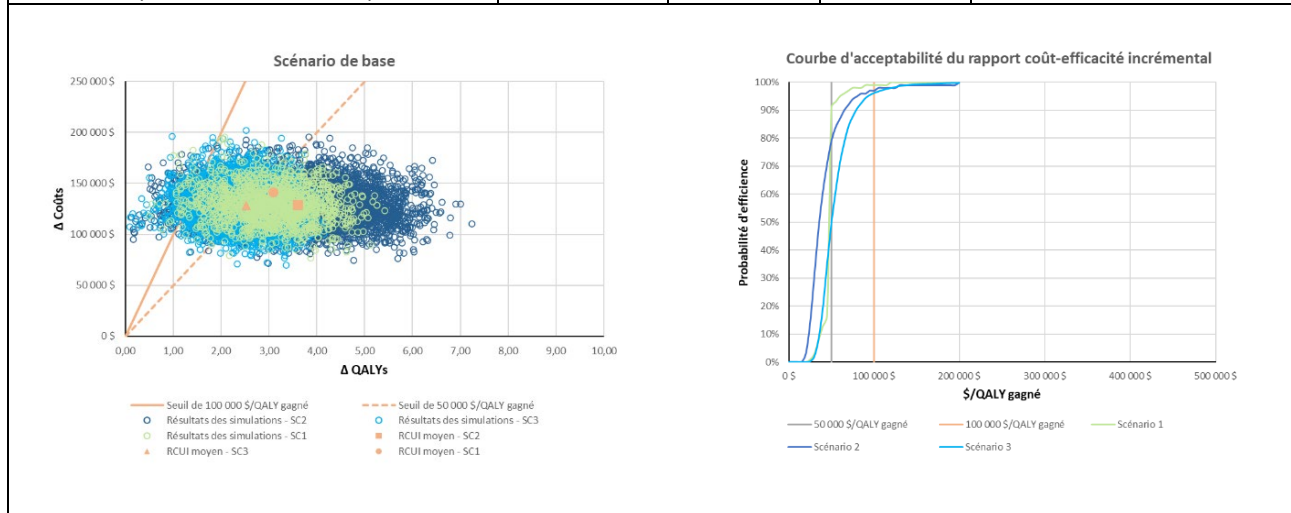 Scénario de base
250 000 $
200 000 $
150 000 $
100 000 $
50 000 $
0 $
Δ Coûts
0,00 1,00 2,00 3,00 4,00 5,00 6,00 7,00 8,00 9,00 10,00
Δ QALYs
Seuil de 100 000 $/QALY gagné Seuil de 50 000 $/QALY gagné
Résultats des simulations - SC2 Résultats des simulations - SC3
Résultats des simulations - SC1 RCUI moyen - SC2
RCUI moyen - SC3 RCUI moyen - SC1
Courbe d'acceptabilité du rapport coût-efficacité incrémental
100%
90%
80%
70%
60%
50%
40%
30%
20%
10%
0%
Probabilité d'efficience
0 $ 100 000 $ 200 000 $ 300 000 $ 400 000 $ 500 000 $
$/QALY gagné
50 000 $/QALY gagné 100 000 $/QALY gagné Scénario 1
Scénario 2 Scénario 3